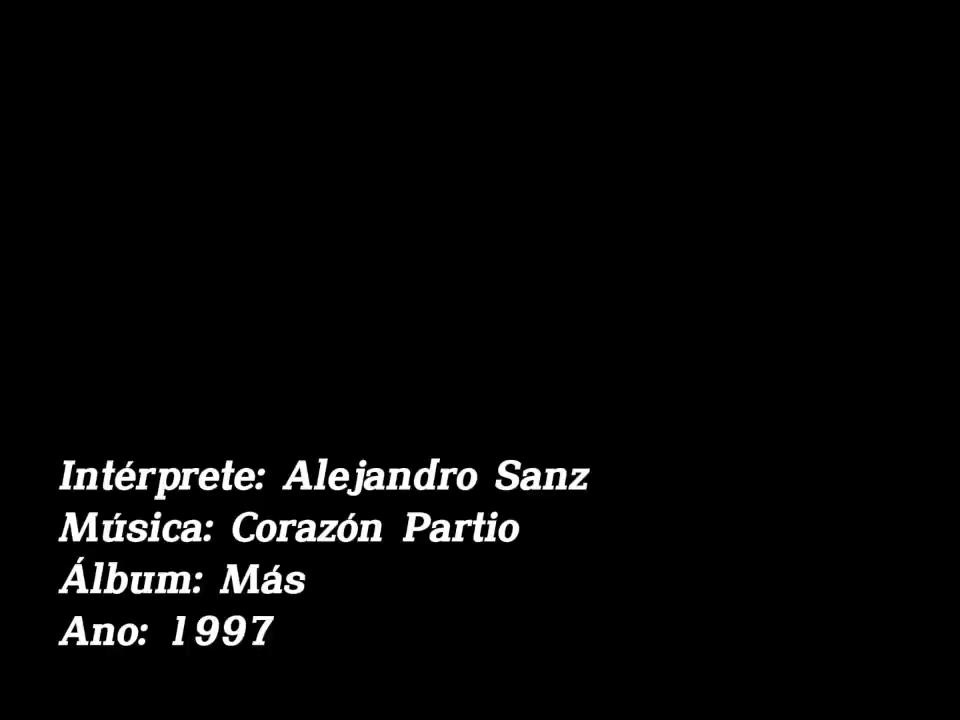 Intérprete: Alejandro Sanz
Música: Corazón Partio
Álbum: Más
Ano: 1997